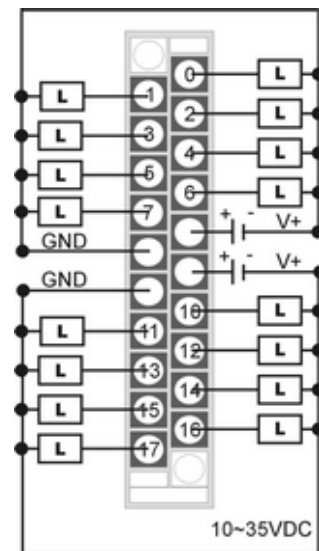 0 L
L 1
2 L
L 3
4 L
L 5
6 L
L 7
+ - V+
GND
+ - V+
GND
10 L
L 11
12 L
L 13
14 L
L 15
16 L
L 17
10~35VDC